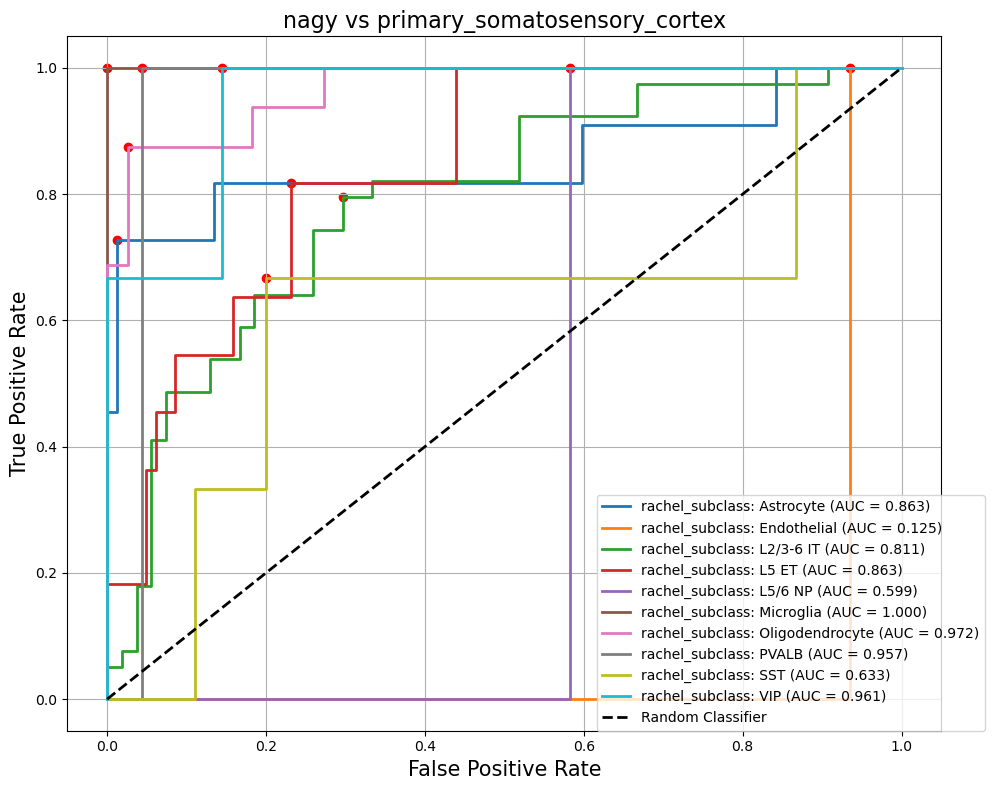 nagy vs primary_somatosensory_cortex
True Positive Rate
1.0
0.8
0.6
0.4
0.2
0.0
rachel_subclass: Astrocyte (AUC = 0.863)
rachel_subclass: Endothelial (AUC = 0.125)
rachel_subclass: L2/3-6 IT (AUC = 0.811)
rachel_subclass: L5 ET (AUC = 0.863)
rachel_subclass: L5/6 NP (AUC = 0.599)
rachel_subclass: Microglia (AUC = 1.000)
rachel_subclass: Oligodendrocyte (AUC = 0.972)
rachel_subclass: PVALB (AUC = 0.957)
rachel_subclass: SST (AUC = 0.633)
rachel_subclass: VIP (AUC = 0.961)
Random Classifier
0.0 0.2 0.4 0.6 0.8 1.0
False Positive Rate